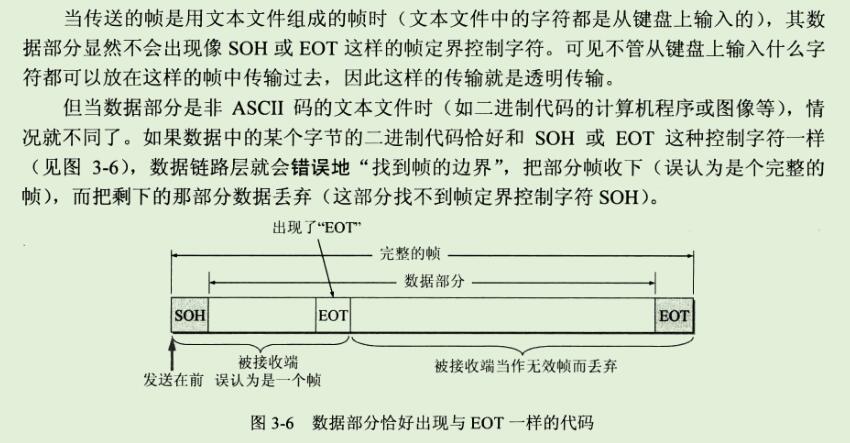 当传送的帧是用文本文件组成的帧时（文本文件中的字符都是从键盘上输入的），其数
据部分显然不会出现像 SOH 或 EOT 这样的帧定界控制字符。可见不管从键盘上输入什么字
符都可以放在这样的帧中传输过去，因此这样的传输就是透明传输。
但当数据部分是非 ASCII 码的文本文件时（如二进制代码的计算机程序或图像等），情
况就不同了。如果数据中的某个字节的二进制代码恰好和 SOH 或 EOT 这种控制字符一样
（见图 3-6），数据链路层就会错误地“找到帧的边界”，把部分帧收下（误认为是个完整的
帧），而把剩下的那部分数据丢弃（这部分找不到帧定界控制字符 SOH）。
出现了“EOT”
完整的帧
数据部分
SOH
EOT
EOT
发送在前
被接收端
误认为是一个帧
被接收端当作无效帧而丢弃
图 3-6 数据部分恰好出现与 EOT 一样的代码